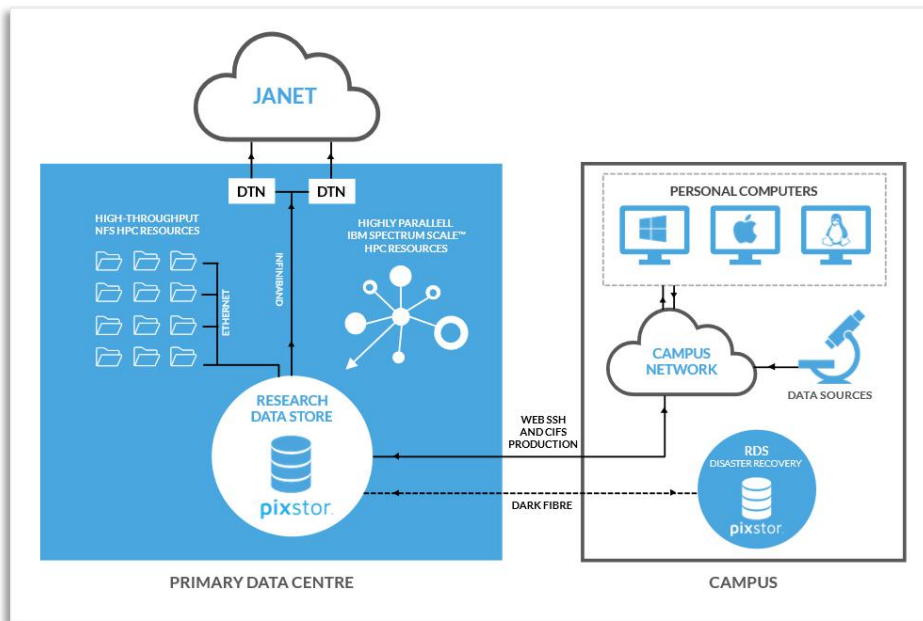 JANET
DTN
DTN
HIGH-THROUGHPUT
NFS HPC RESOURCES
ETHERNET
INFINIBAND
HIGHLY PARALLELL
IBM SPECTRUM SCALE™
HPC RESOURCES
RESEARCH
DATA STORE
pixstor
PRIMARY DATA CENTRE
WEB SSH
AND CIFS
PRODUCTION
DARK FIBRE
PERSONAL COMPUTERS
CAMPUS
NETWORK
DATA SOURCES
RDS
DISASTER RECOVERY
pixstor
CAMPUS